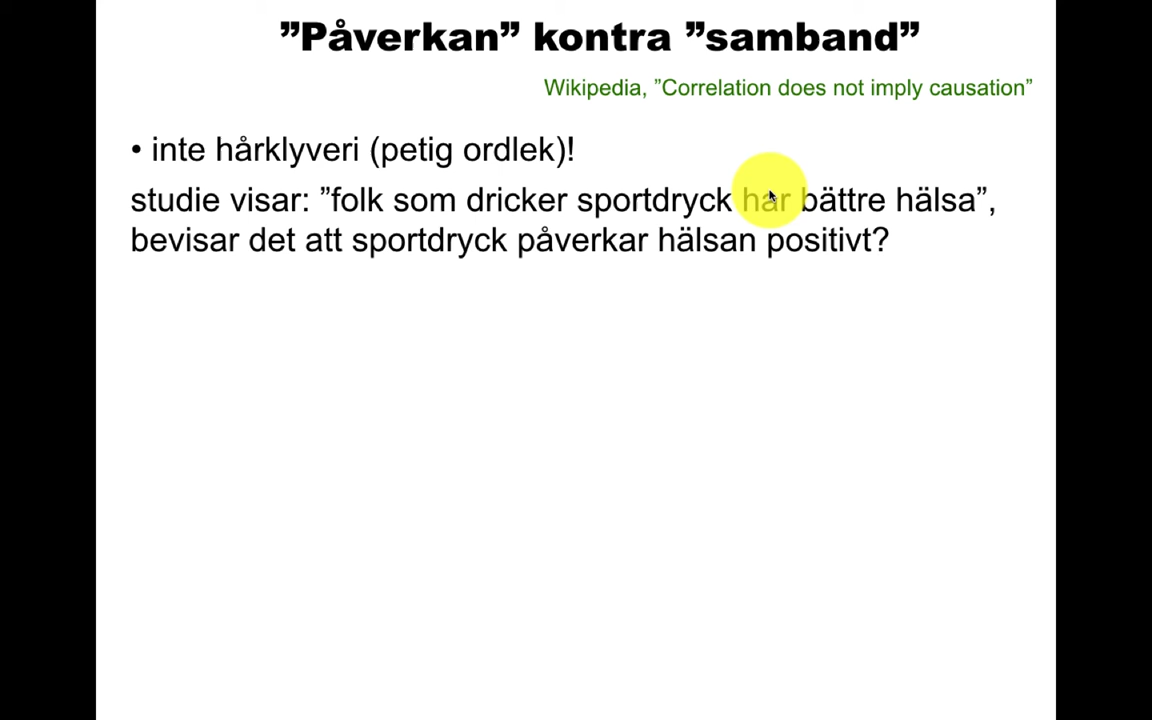 ”Påverkan” kontra ”samband”
Wikipedia, ”Correlation does not imply causation”
• inte hårklyveri (petig ordlek)!
studie visar: ”folk som dricker sportdryck har bättre hälsa”,
bevisar det att sportdryck påverkar hälsan positivt?